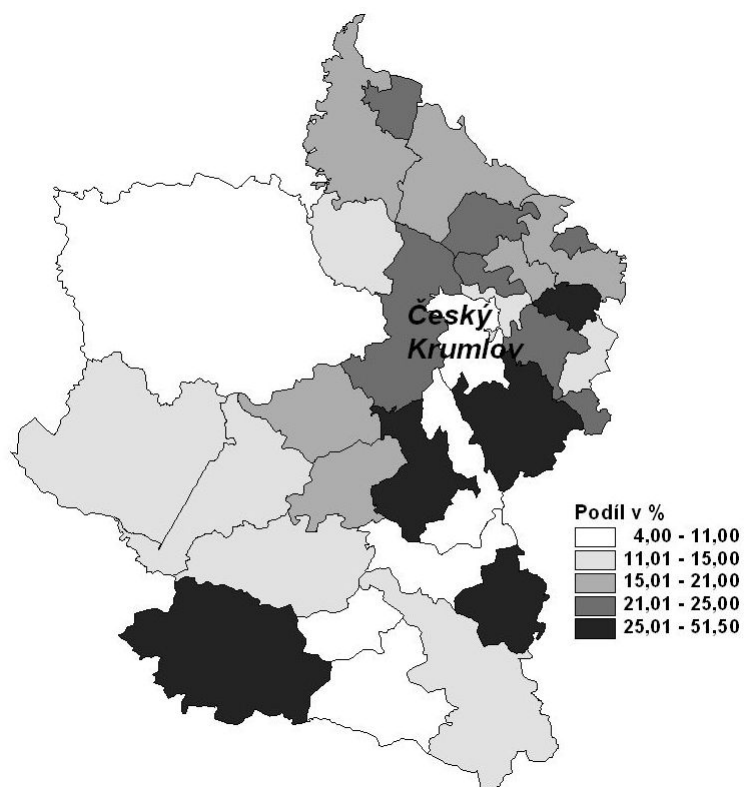 Český
Krumlov
Podíl v %
4,00 - 11,00
11,01 - 15,00
15,01 - 21,00
21,01 - 25,00
25,01 - 51,50